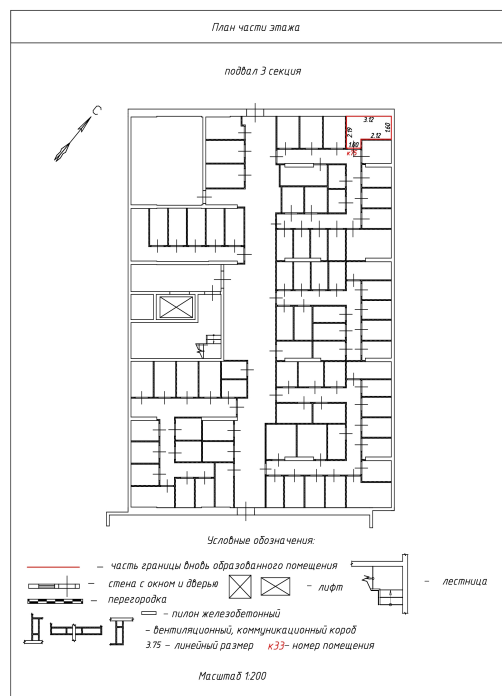 План части этажа
подвал 3 секция
С
3.12
2.19
1.60
2.12
1.00
Условные обозначения:
— часть границы вновь образованного помещения
— стена с окном и дверью
— лифт
— лестница
— перегородка
— пилон железобетонный
— вентиляционный, коммуникационный короб
3.75 — линейный размер к33— номер помещения
Масштаб 1:200